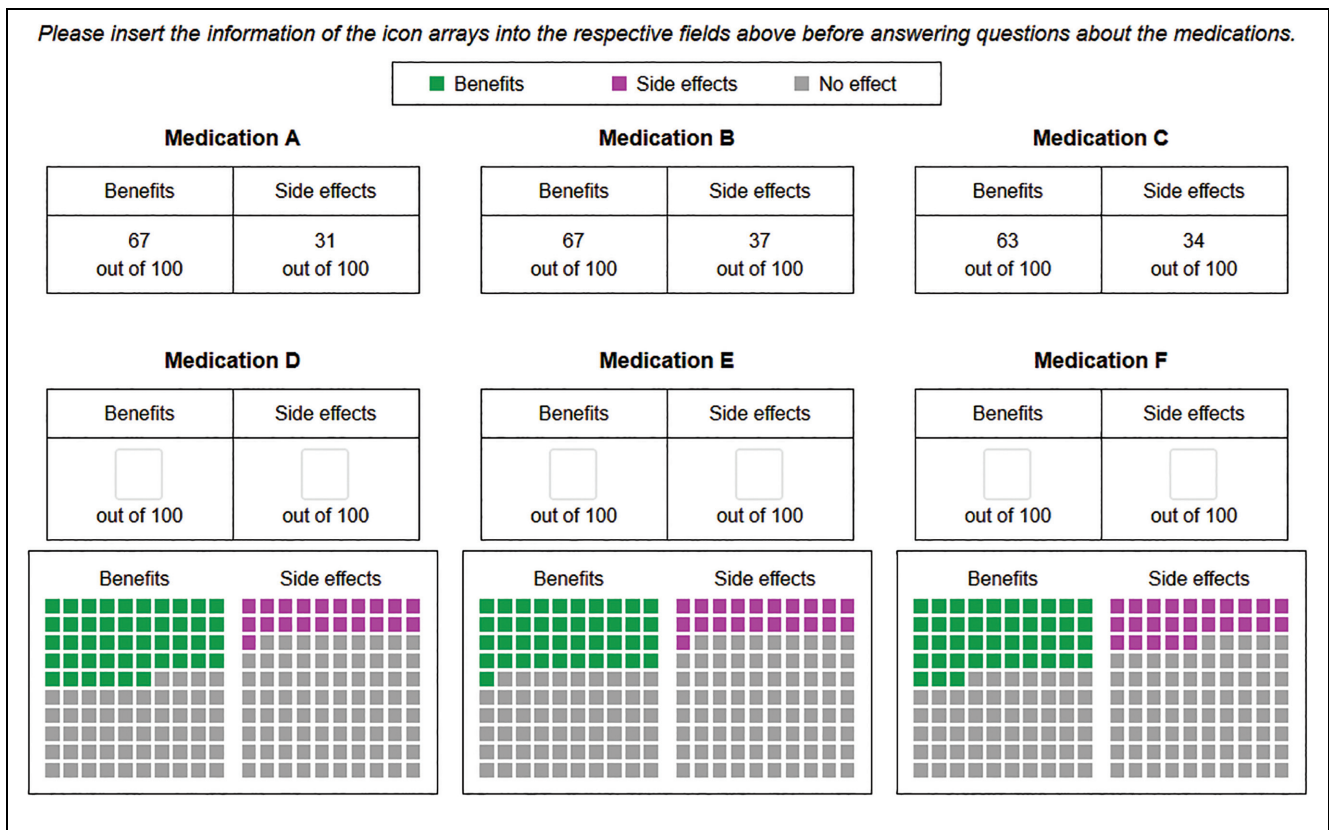 Please insert the information of the icon arrays into the respective fields above before answering questions about the medications.
Benefits Side effects No effect
Medication A Medication B Medication C
Benefits Side effects Benefits Side effects Benefits Side effects
67 31 67 37 63 34
out of 100 out of 100 out of 100 out of 100 out of 100 out of 100
Medication D Medication E Medication F
Benefits Side effects Benefits Side effects Benefits Side effects
out of 100 out of 100 out of 100 out of 100 out of 100 out of 100
Benefits Side effects Benefits Side effects Benefits Side effects